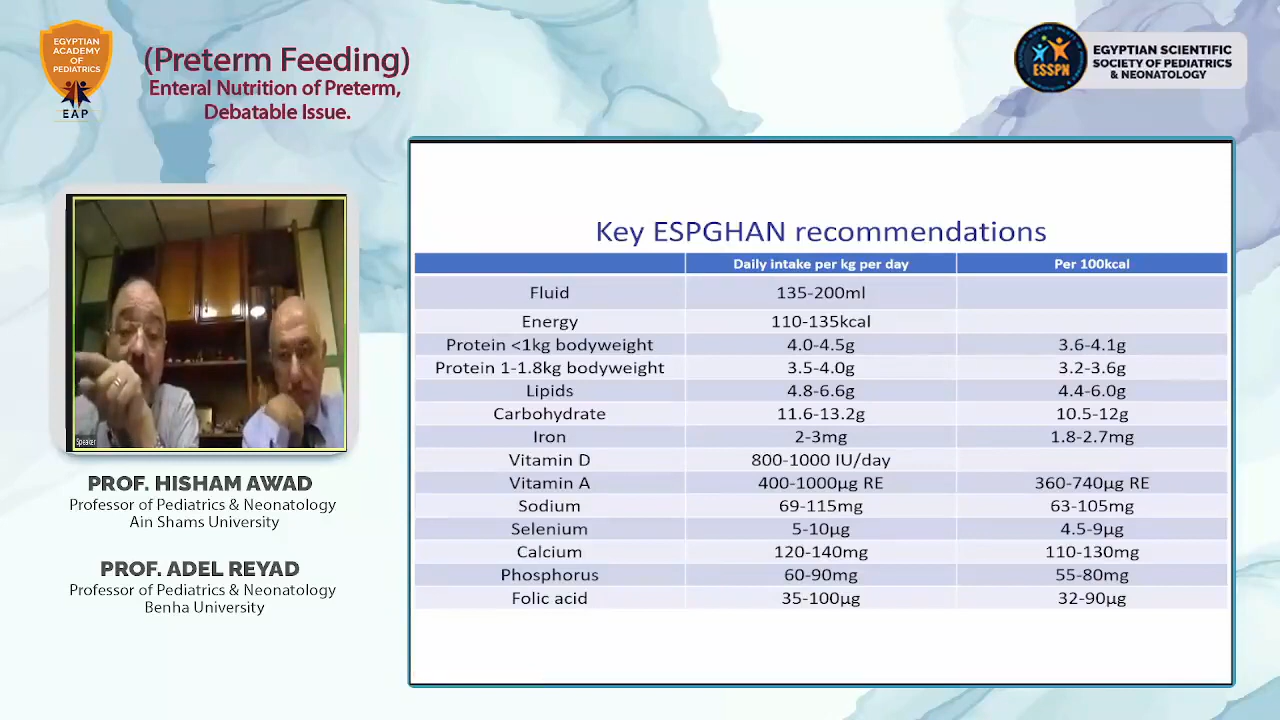 EGYPTIAN
ACADEMY
OF
PEDIATRICS
EAP
(Preterm Feeding)
Enteral Nutrition of Preterm,
Debatable Issue.
ESSPN
EGYPTIAN SCIENTIFIC
SOCIETY OF PEDIATRICS
& NEONATOLOGY
Speaker
PROF. HISHAM AWAD
Professor of Pediatrics & Neonatology
Ain Shams University
PROF. ADEL REYAD
Professor of Pediatrics & Neonatology
Benha University
Key ESPGHAN recommendations
Daily intake per kg per day Per 100kcal
Fluid 135-200ml
Energy 110-135kcal
Protein <1kg bodyweight 4.0-4.5g 3.6-4.1g
Protein 1-1.8kg bodyweight 3.5-4.0g 3.2-3.6g
Lipids 4.8-6.6g 4.4-6.0g
Carbohydrate 11.6-13.2g 10.5-12g
Iron 2-3mg 1.8-2.7mg
Vitamin D 800-1000 IU/day
Vitamin A 400-1000µg RE 360-740µg RE
Sodium 69-115mg 63-105mg
Selenium 5-10µg 4.5-9µg
Calcium 120-140mg 110-130mg
Phosphorus 60-90mg 55-80mg
Folic acid 35-100µg 32-90µg